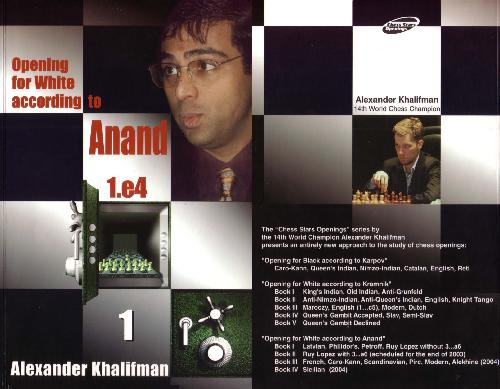 Opening
for White
according to
Anand
1.e4
1
Alexander Khalifman
Chess Stars
Openings
Alexander Khalifman
14th World Chess Champion
The "Chess Stars Openings" series by
the 14th World Champion Alexander Khalifman
presents an entirely new approach to the study of chess openings:
"Opening for Black according to Karpov"
Caro-Kann, Queen's Indian, Nimzo-Indian, Catalan, English, Reti
"Opening for White according to Kramnik"
Book I King's Indian, Old Indian, Anti-Grunfeld
Book II Anti-Nimzo-Indian, Anti-Queen's Indian, English, Knight Tango
Book III Maroczy, English (1...c5), Modern, Dutch
Book IV Queen's Gambit Accepted, Slav, Semi-Slav
Book V Queen's Gambit Declined
"Opening for White according to Anand"
Book I Latvian, Philidor's, Petroff, Ruy Lopez without 3...a6
Book II Ruy Lopez with 3...a6 (scheduled for the end of 2003)
Book III French, Caro-Kann, Scandinavian, Pirc, Modern, Alekhine (2004)
Book IV Sicilian (2004)